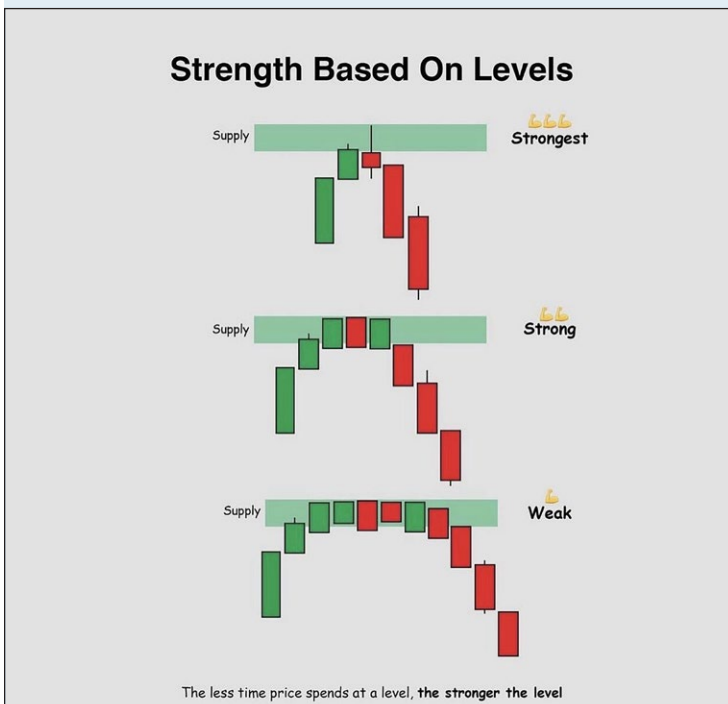 Strength Based On Levels
Supply
Strongest
Supply
Strong
Supply
Weak
The less time price spends at a level, the stronger the level